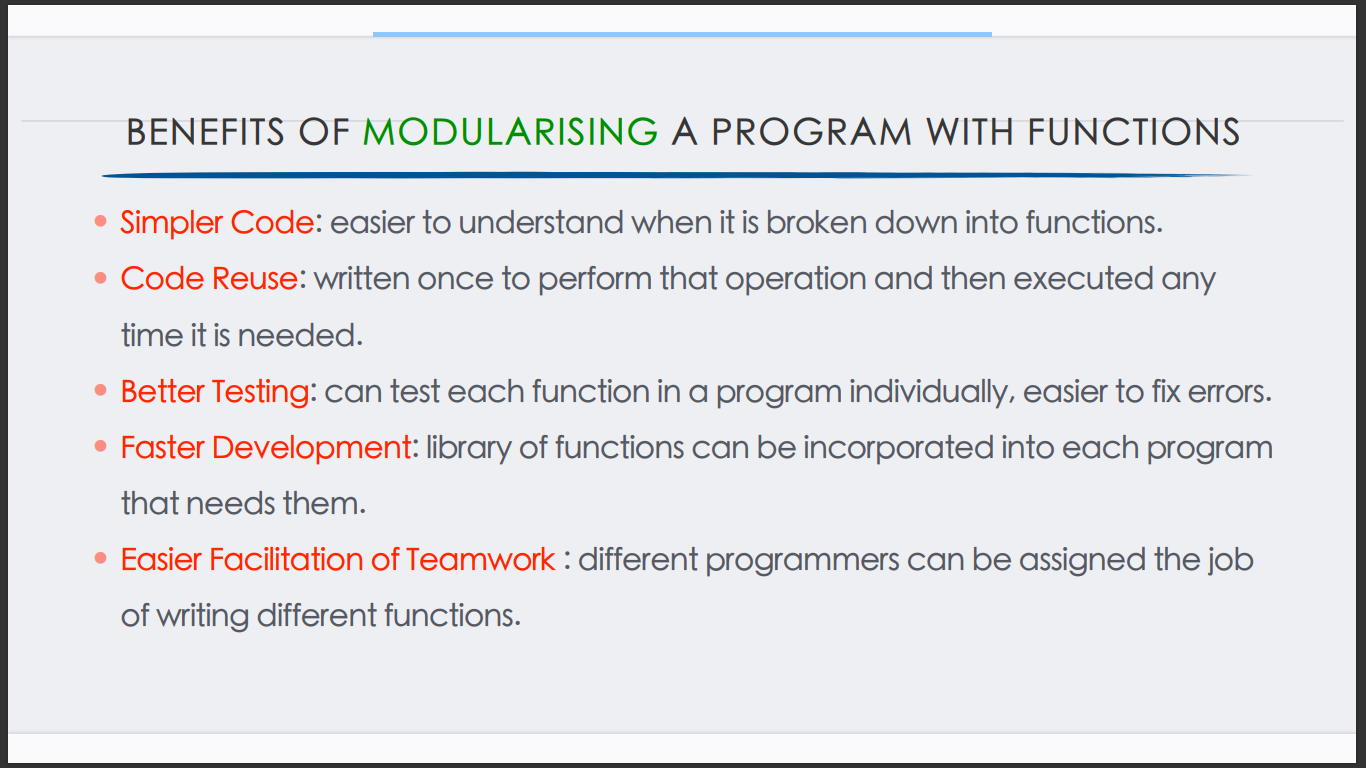 BENEFITS OF MODULARISING A PROGRAM WITH FUNCTIONS
• Simpler Code: easier to understand when it is broken down into functions.
• Code Reuse: written once to perform that operation and then executed any
time it is needed.
• Better Testing: can test each function in a program individually, easier to fix errors.
• Faster Development: library of functions can be incorporated into each program
that needs them.
• Easier Facilitation of Teamwork : different programmers can be assigned the job
of writing different functions.